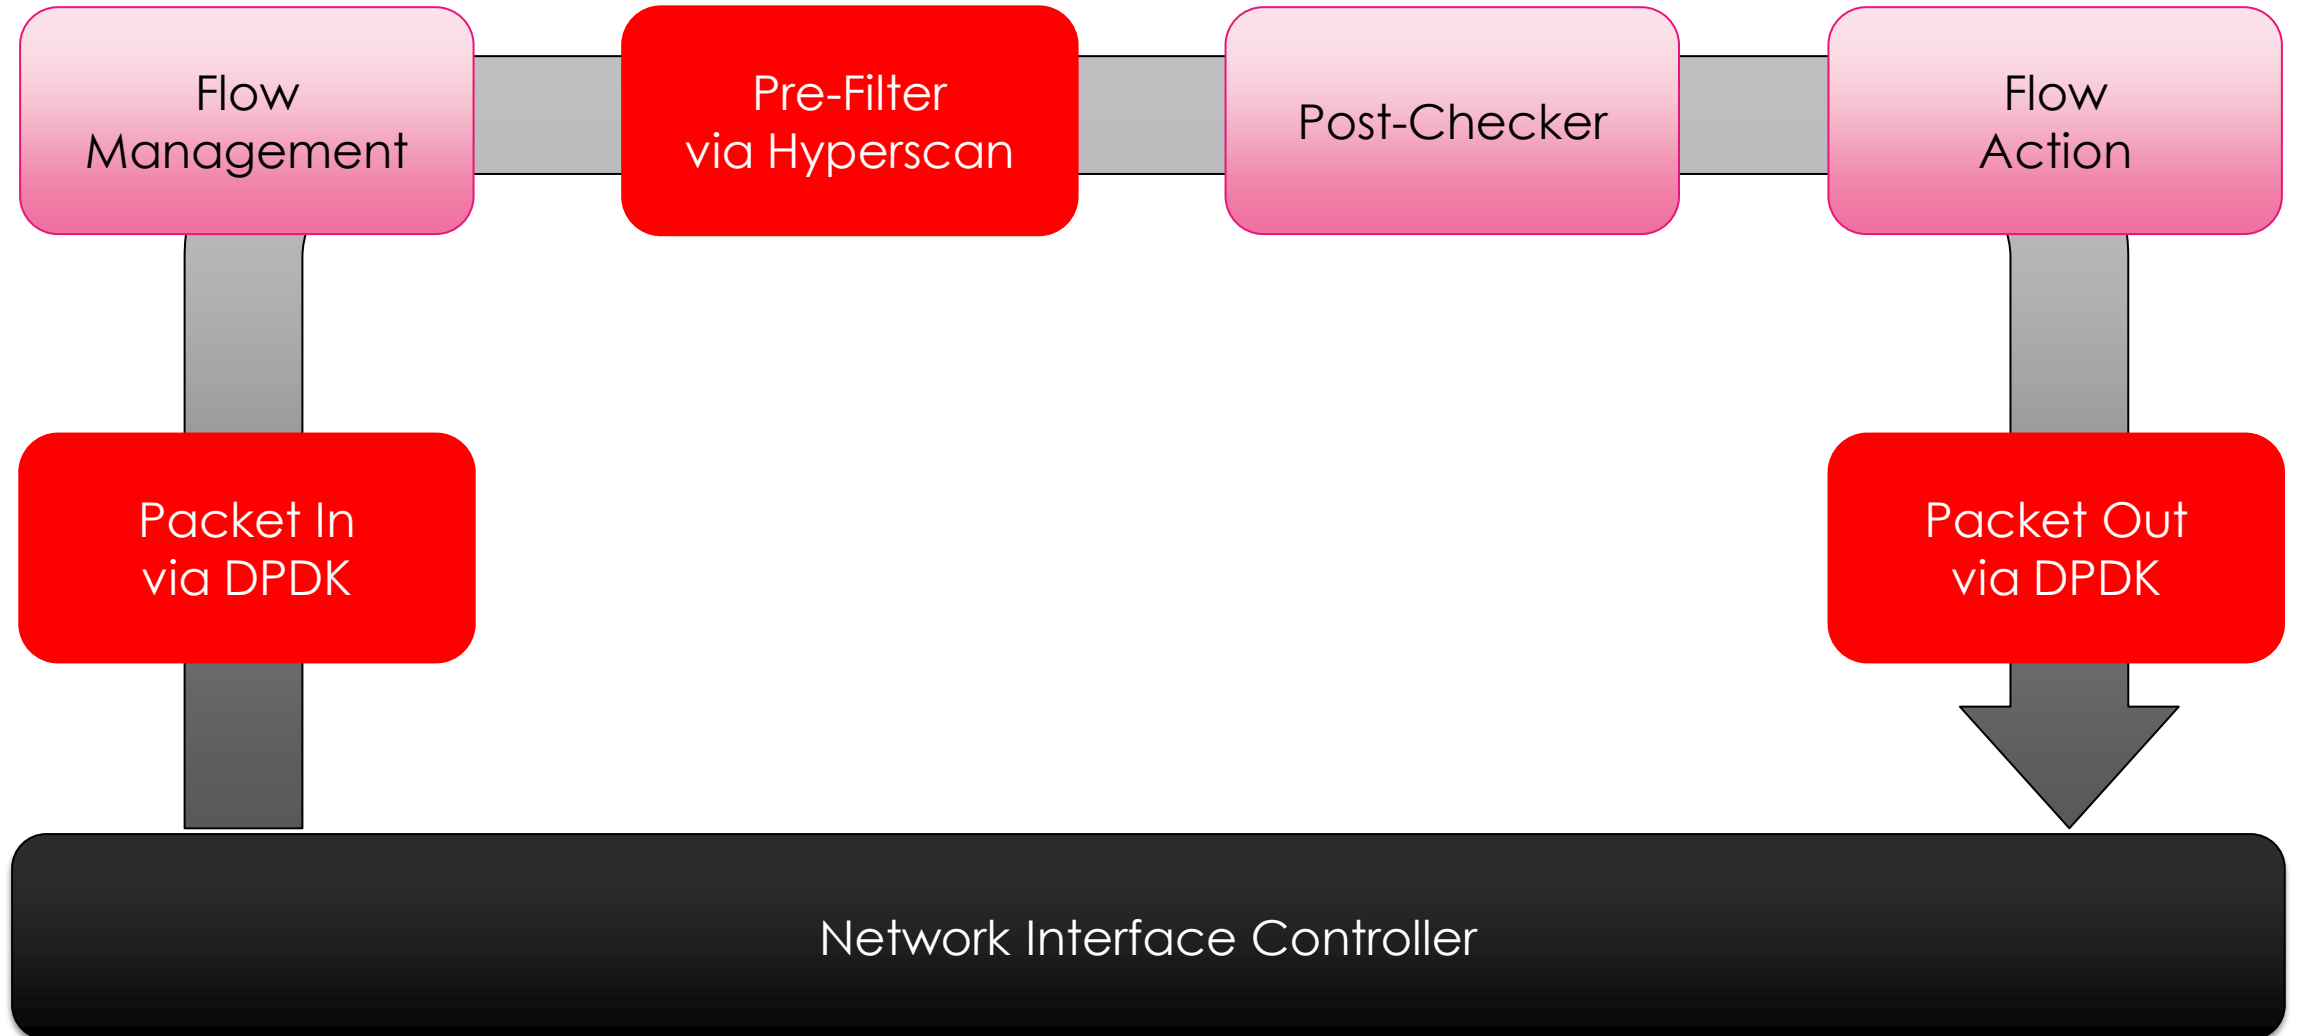 Flow
Management
Pre-Filter
via Hyperscan
Post-Checker
Flow
Action
Packet In
via DPDK
Packet Out
via DPDK
Network Interface Controller